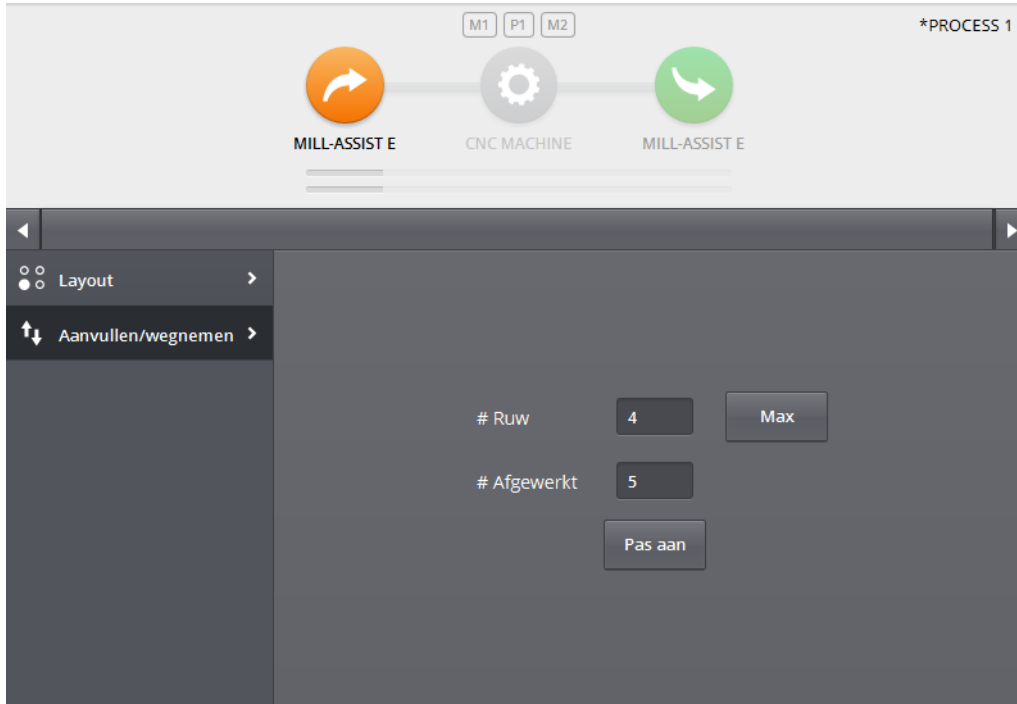 M1 P1 M2
*PROCESS 1
MILL-ASSIST E
CNC MACHINE
MILL-ASSIST E
Layout
Aanvullen/wegnemen
# Ruw 4 Max
# Afgewerkt 5
Pas aan